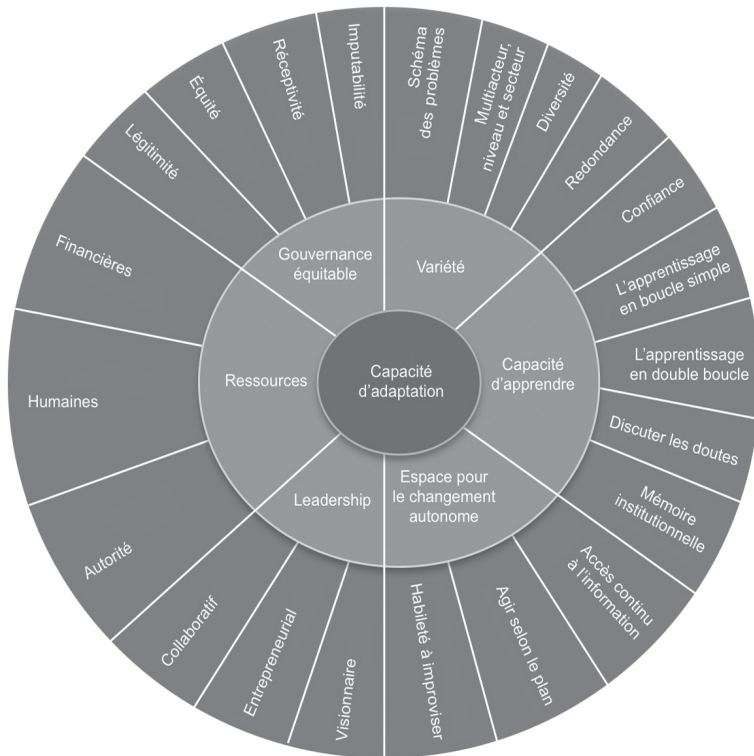 Capacité
d'adaptation
Variété
Capacité
d'apprendre
Espace pour
le changement
autonome
Leadership
Ressources
Gouvernance
équitable
Schéma
des problèmes
Multiacteur,
niveau et secteur
Diversité
Redondance
Confiance
L'apprentissage
en boucle simple
L'apprentissage
en double boucle
Discuter les doutes
Mémoire
institutionnelle
Accès continu
à l'information
Agir selon le plan
Habileté à improviser
Visionnaire
Entrepreneurial
Collaboratif
Autorité
Humaines
Financières
Légitimité
Équité
Réceptivité
Imputabilité